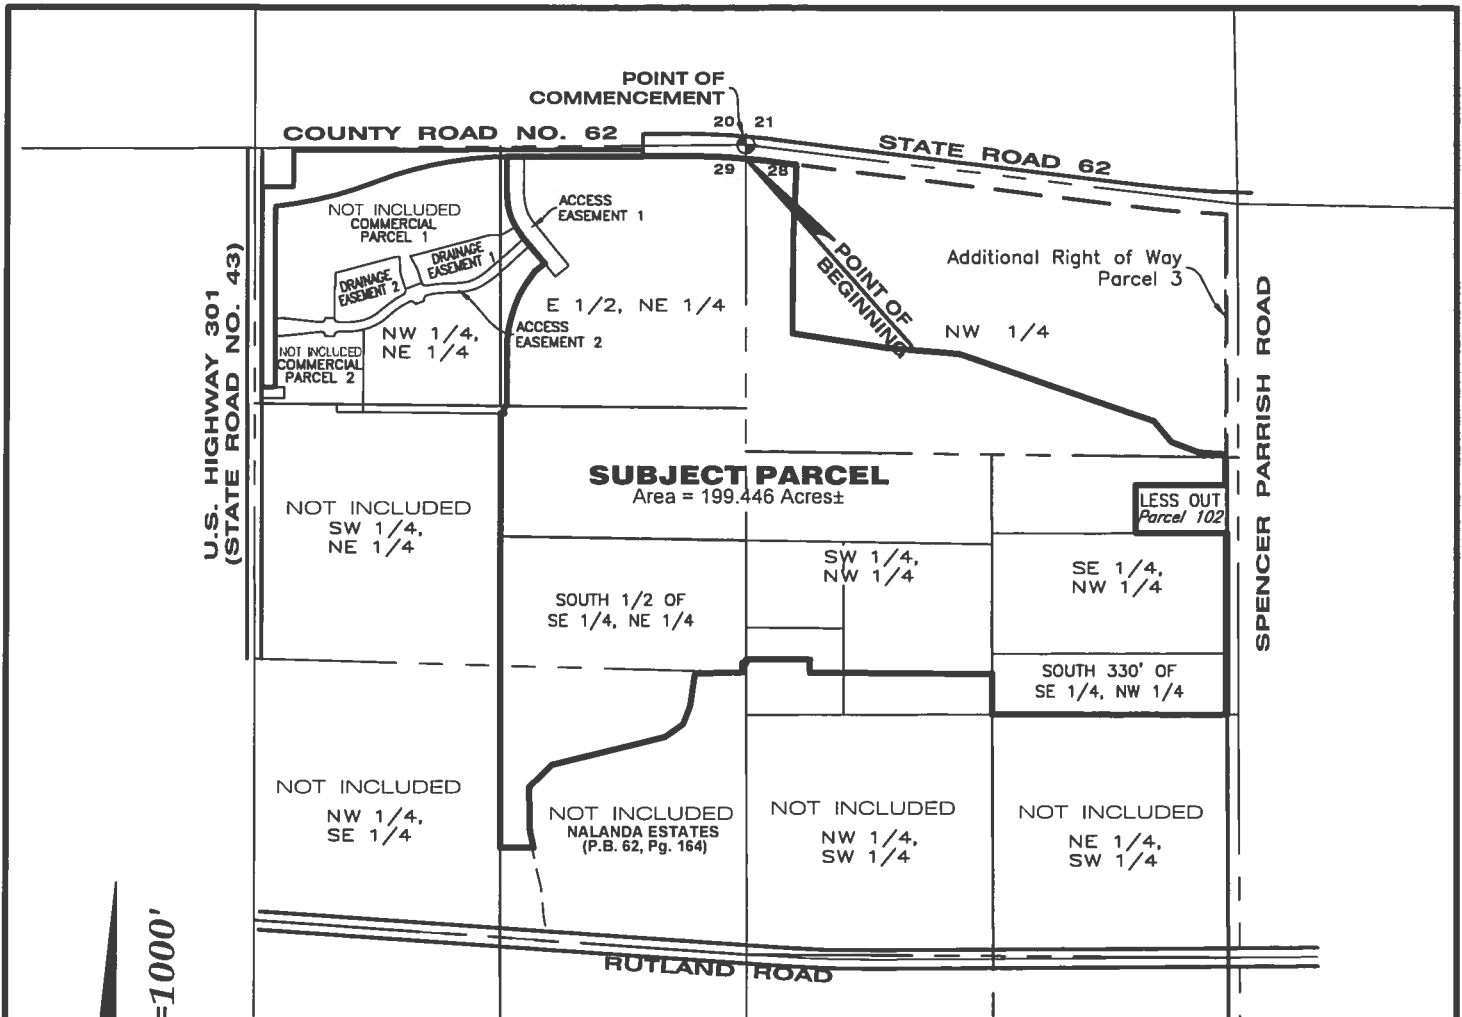 POINT OF
COMMENCEMENT
20 21
29 28
COUNTY ROAD NO. 62
STATE ROAD 62
ACCESS
EASEMENT 1
NOT INCLUDED
COMMERCIAL
PARCEL 1
DRAINAGE
EASEMENT 1
DRAINAGE
EASEMENT 2
E 1/2, NE 1/4
POINT OF
BEGINNING
Additional Right of Way
Parcel 3
NW 1/4
NW 1/4,
NE 1/4
ACCESS
EASEMENT 2
NOT INCLUDED
COMMERCIAL
PARCEL 2
U.S. HIGHWAY 301
(STATE ROAD NO. 43)
SPENCER PARRISH ROAD
SUBJECT PARCEL
Area = 199.446 Acres±
NOT INCLUDED
SW 1/4,
NE 1/4
LESS OUT
Parcel 102
SW 1/4,
NW 1/4
SE 1/4,
NW 1/4
SOUTH 1/2 OF
SE 1/4, NE 1/4
SOUTH 330' OF
SE 1/4, NW 1/4
NOT INCLUDED
NW 1/4,
SE 1/4
NOT INCLUDED
NALANDA ESTATES
(P.B. 62, Pg. 164)
NOT INCLUDED
NW 1/4,
SW 1/4
NOT INCLUDED
NE 1/4,
SW 1/4
RUTLAND ROAD
=1000'